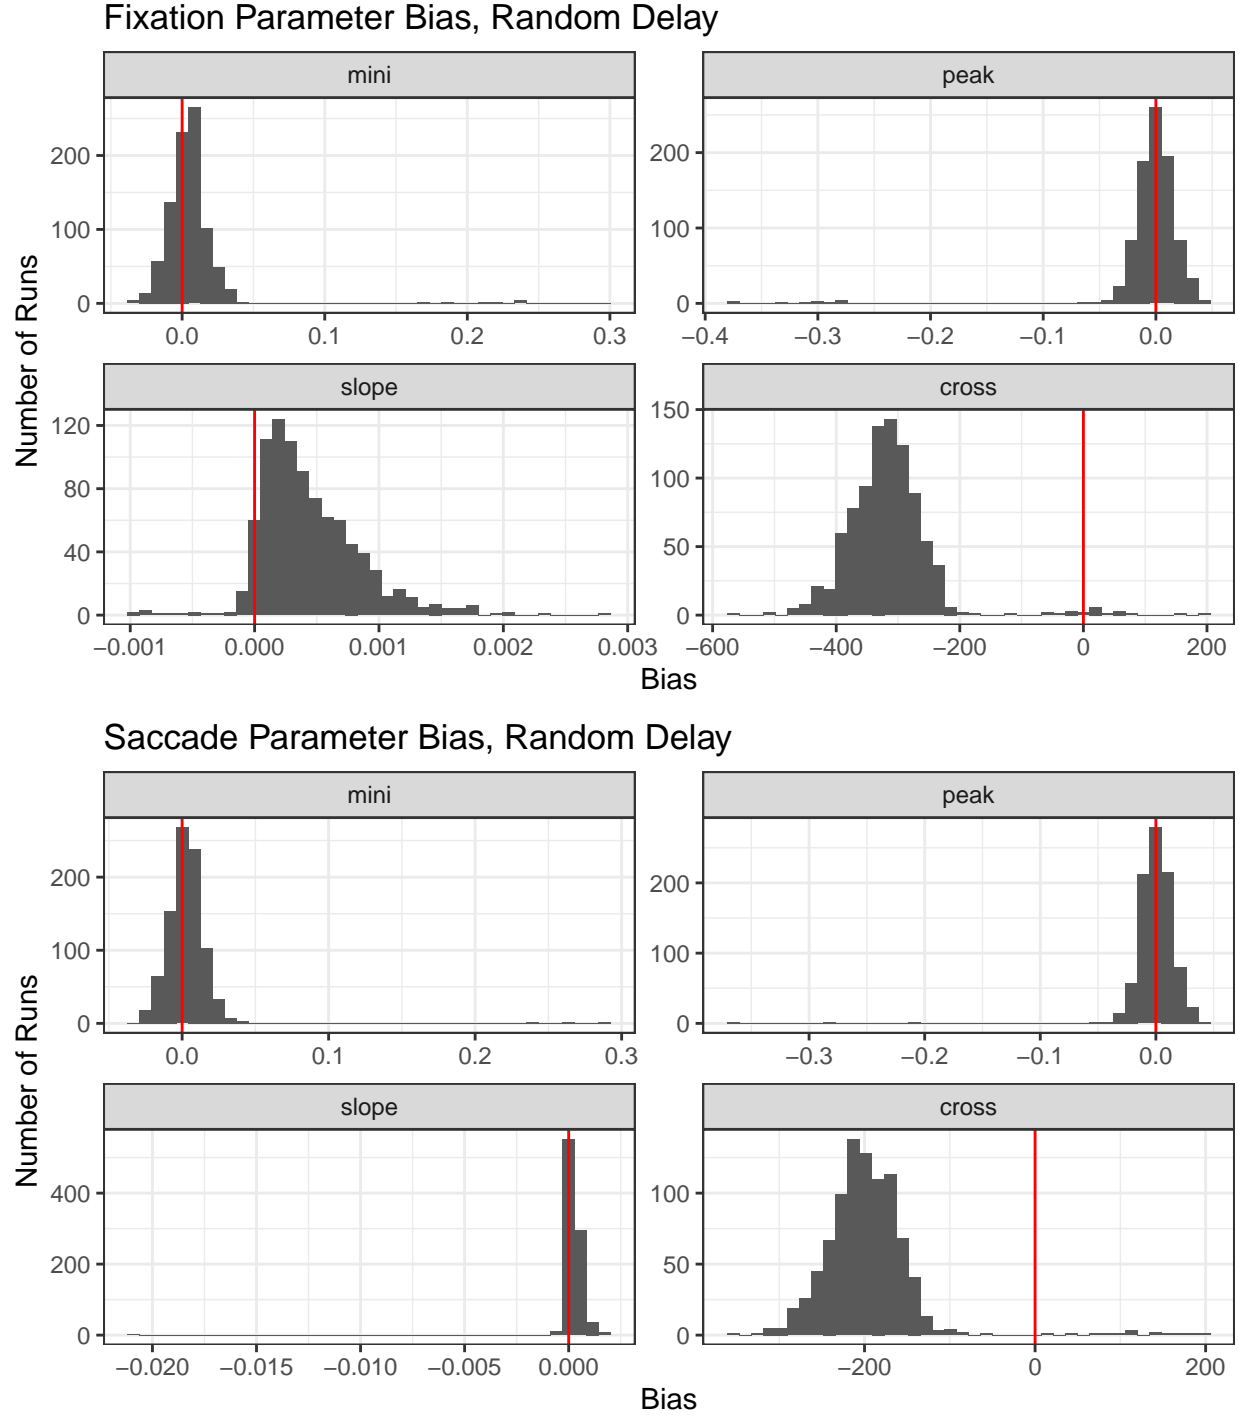 Fixation Parameter Bias, Random Delay
mini
peak
200
100
0
0.0 0.1 0.2 0.3
200
100
0
−0.4 −0.3 −0.2 −0.1 0.0
Number of Runs
slope
cross
120
80
40
0
−0.001 0.000 0.001 0.002 0.003
150
100
50
0
−600 −400 −200 0 200
Bias
Saccade Parameter Bias, Random Delay
mini
peak
200
100
0
0.0 0.1 0.2 0.3
200
100
0
−0.3 −0.2 −0.1 0.0
Number of Runs
slope
cross
400
200
0
−0.020 −0.015 −0.010 −0.005 0.000
100
50
0
−200 0 200
Bias